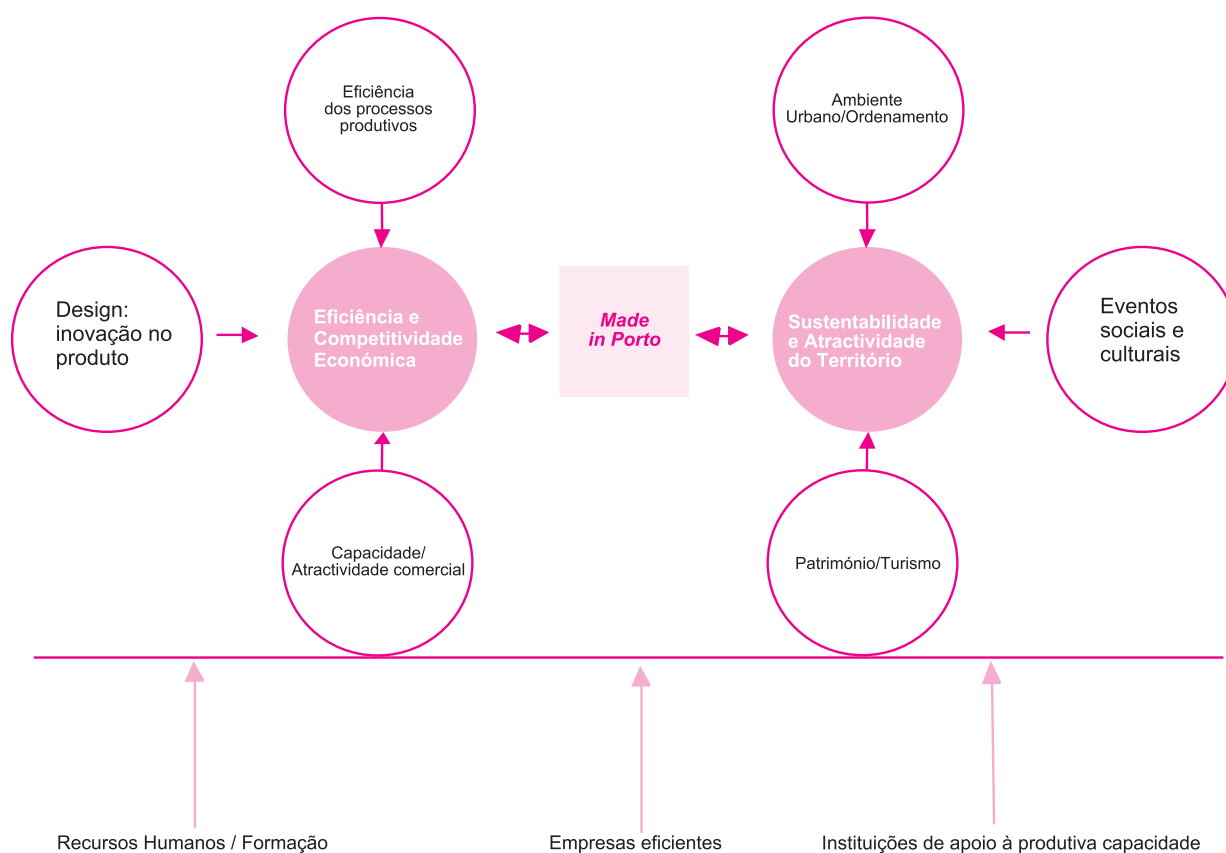 Eficiência
dos processos
produtivos
Ambiente
Urbano/Ordenamento
Design:
inovação no
produto
Eficiência e
Competitividade
Económica
Made
in Porto
Sustentabilidade
e Atractividade
do Território
Eventos
sociais e
culturais
Capacidade/
Atractividade comercial
Património/Turismo
Recursos Humanos / Formação
Empresas eficientes
Instituições de apoio à produtiva capacidade